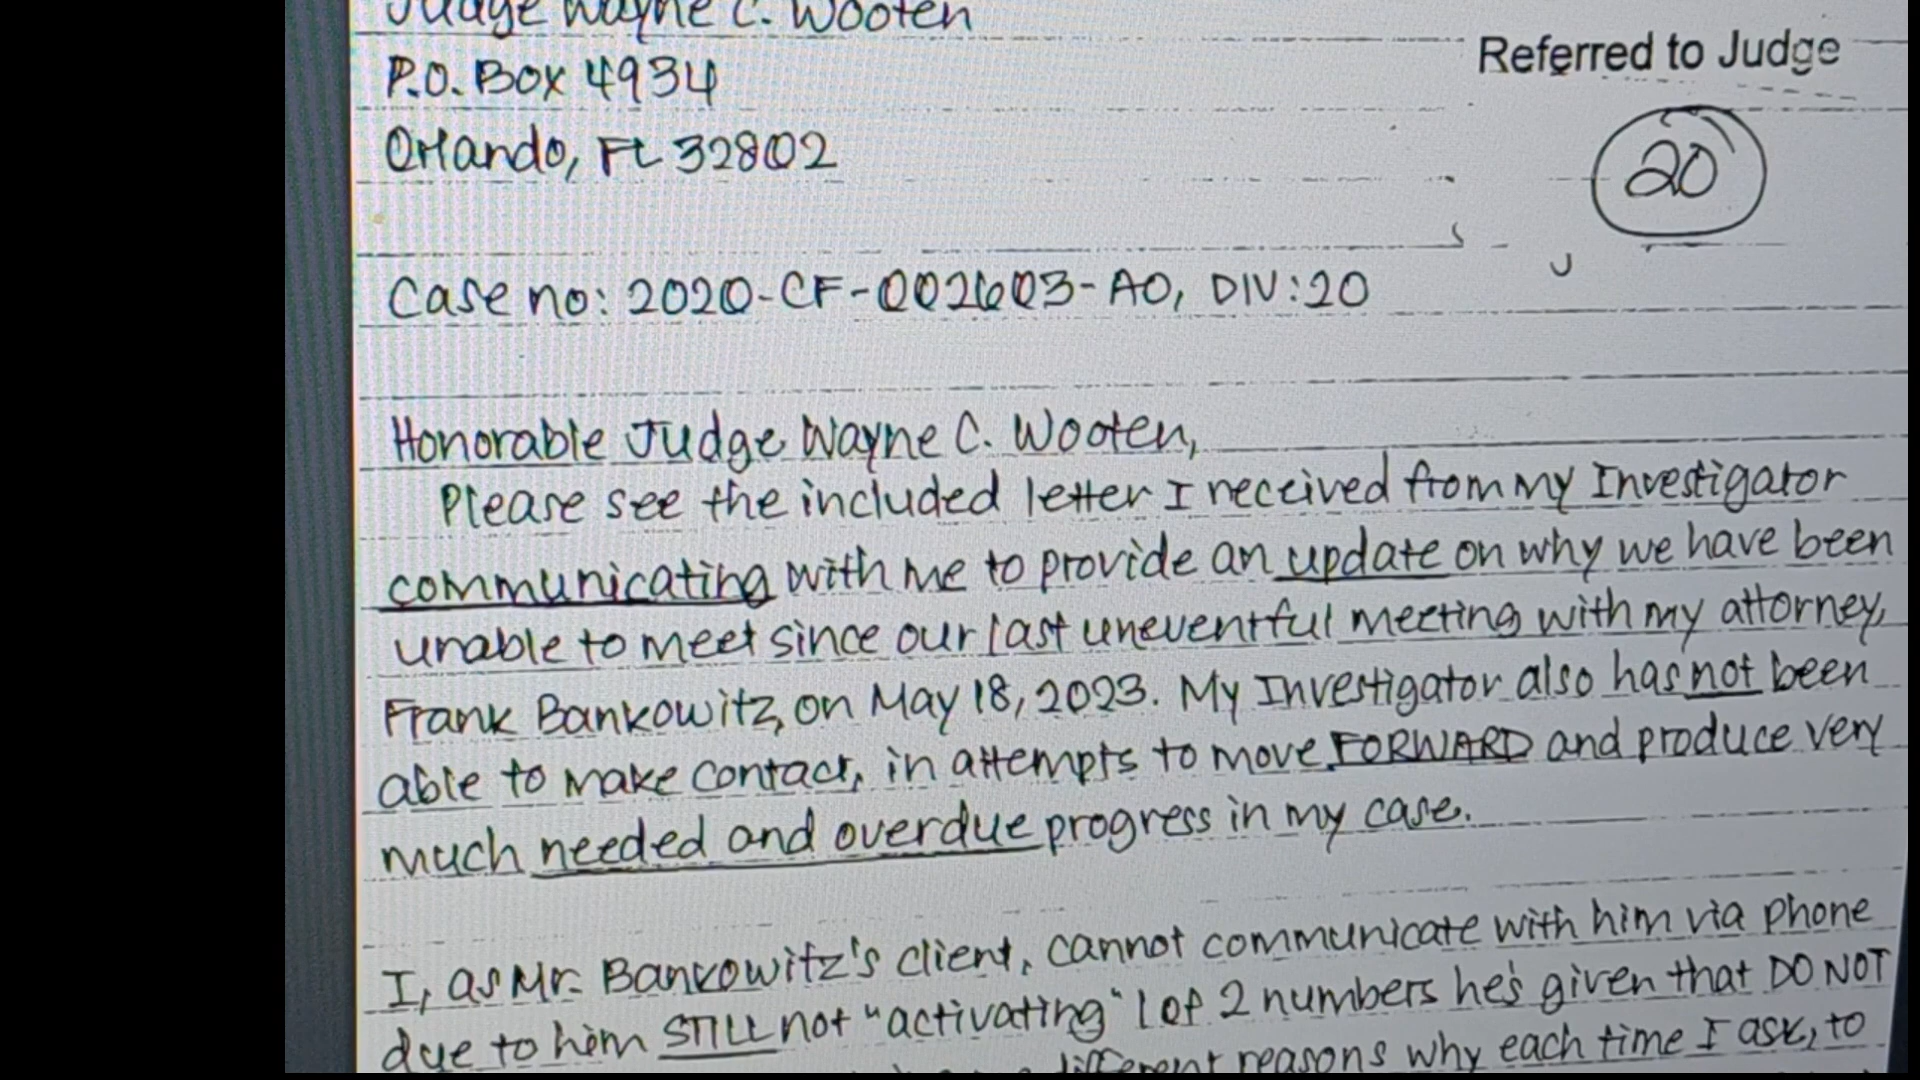 Judge Wayne C. Wooten
Referred to Judge
P.O. Box 4934
20
Orlando, FL 32802
Case no: 2020-CF-002603-AO, DIV:20
Honorable Judge Wayne C. Wooten,
Please see the included letter I received from my Investigator
communicating with me to provide an update on why we have been
unable to meet since our last uneventful meeting with my attorney,
Frank Bankowitz, on May 18, 2023. My Investigator also has not been
able to make contact, in attempts to move FORWARD and produce very
much needed and overdue progress in my case.
I, as Mr. Bankowitz's client, cannot communicate with him via phone
due to him STILL not "activating" 1 of 2 numbers he's given that DO NOT
different reasons why each time I ask, to